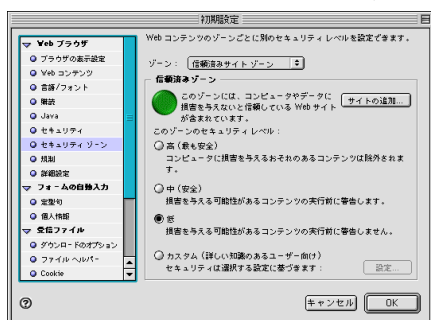 初期設定
Web ブラウザ
ブラウザの表示設定
Web コンテンツ
言語/フォント
購読
Java
セキュリティ
セキュリティ ゾーン
規制
詳細設定
フォームの自動入力
定型句
個人情報
受信ファイル
ダウンロードのオプション
ファイル ヘルパー
Cookie
Web コンテンツのゾーンごとに別のセキュリティ レベルを設定できます。
ゾーン： 信頼済みサイト ゾーン
信頼済みゾーン
このゾーンには、コンピュータやデータに
損害を与えないと信頼している Web サイト
が含まれています。
サイトの追加...
このゾーンのセキュリティ レベル：
高（最も安全）
コンピュータに損害を与えるおそれのあるコンテンツは除外されま
す。
中（安全）
損害を与える可能性があるコンテンツの実行前に警告します。
低
損害を与える可能性があるコンテンツの実行前に警告しません。
カスタム（詳しい知識のあるユーザー向け）
セキュリティは選択する設定に基づきます：
設定...
キャンセル
OK